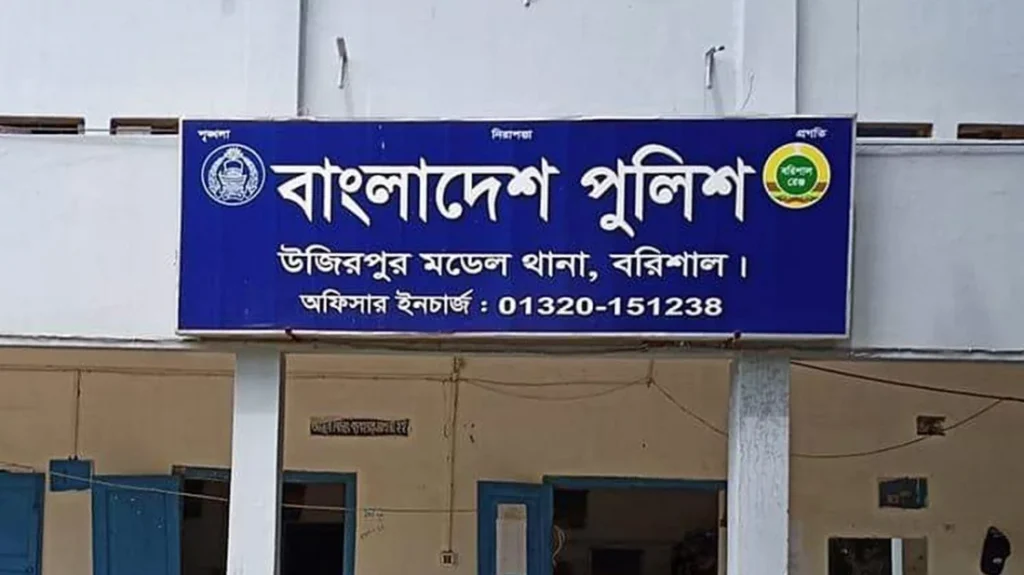 শৃঙ্খলা নিরাপত্তা প্রগতি
বাংলাদেশ পুলিশ
বরিশাল
রেঞ্জ
উজিরপুর মডেল থানা, বরিশাল।
অফিসার ইনচার্জ : 01320-151238